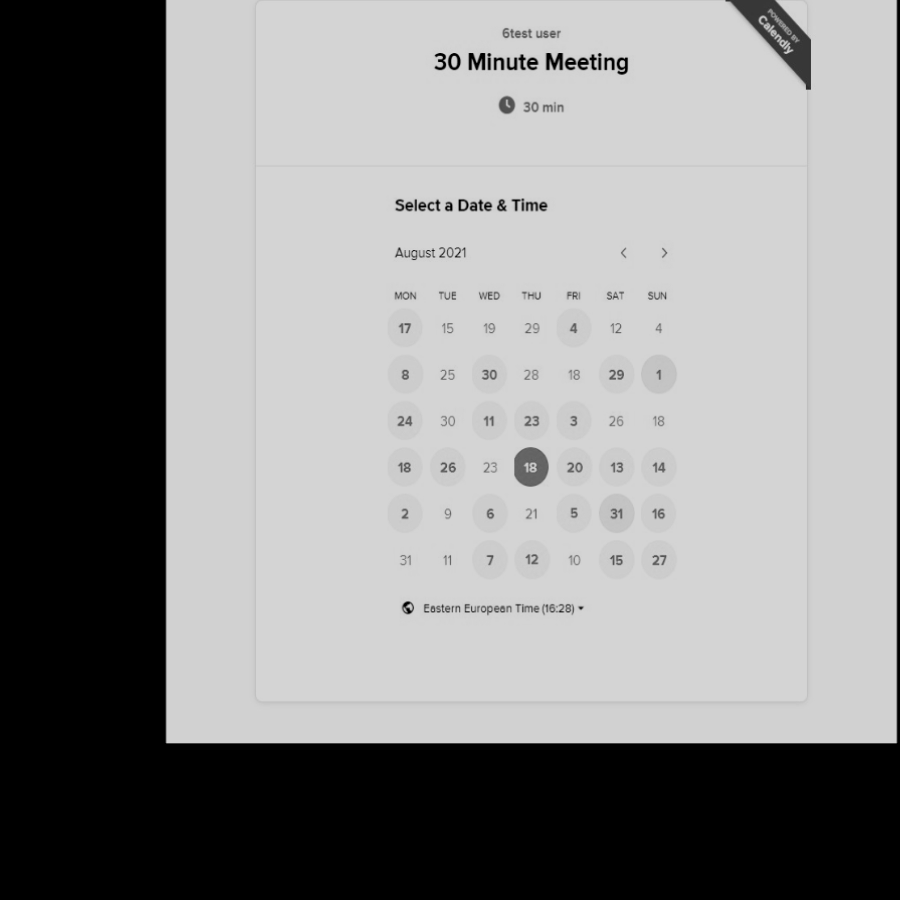 POWERED BY
Calendly
6test user
30 Minute Meeting
30 min
Select a Date & Time
August 2021
MON TUE WED THU FRI SAT SUN
17 15 19 29 4 12 4
8 25 30 28 18 29 1
24 30 11 23 3 26 18
18 26 23 18 20 13 14
2 9 6 21 5 31 16
31 11 7 12 10 15 27
Eastern European Time (16:28)